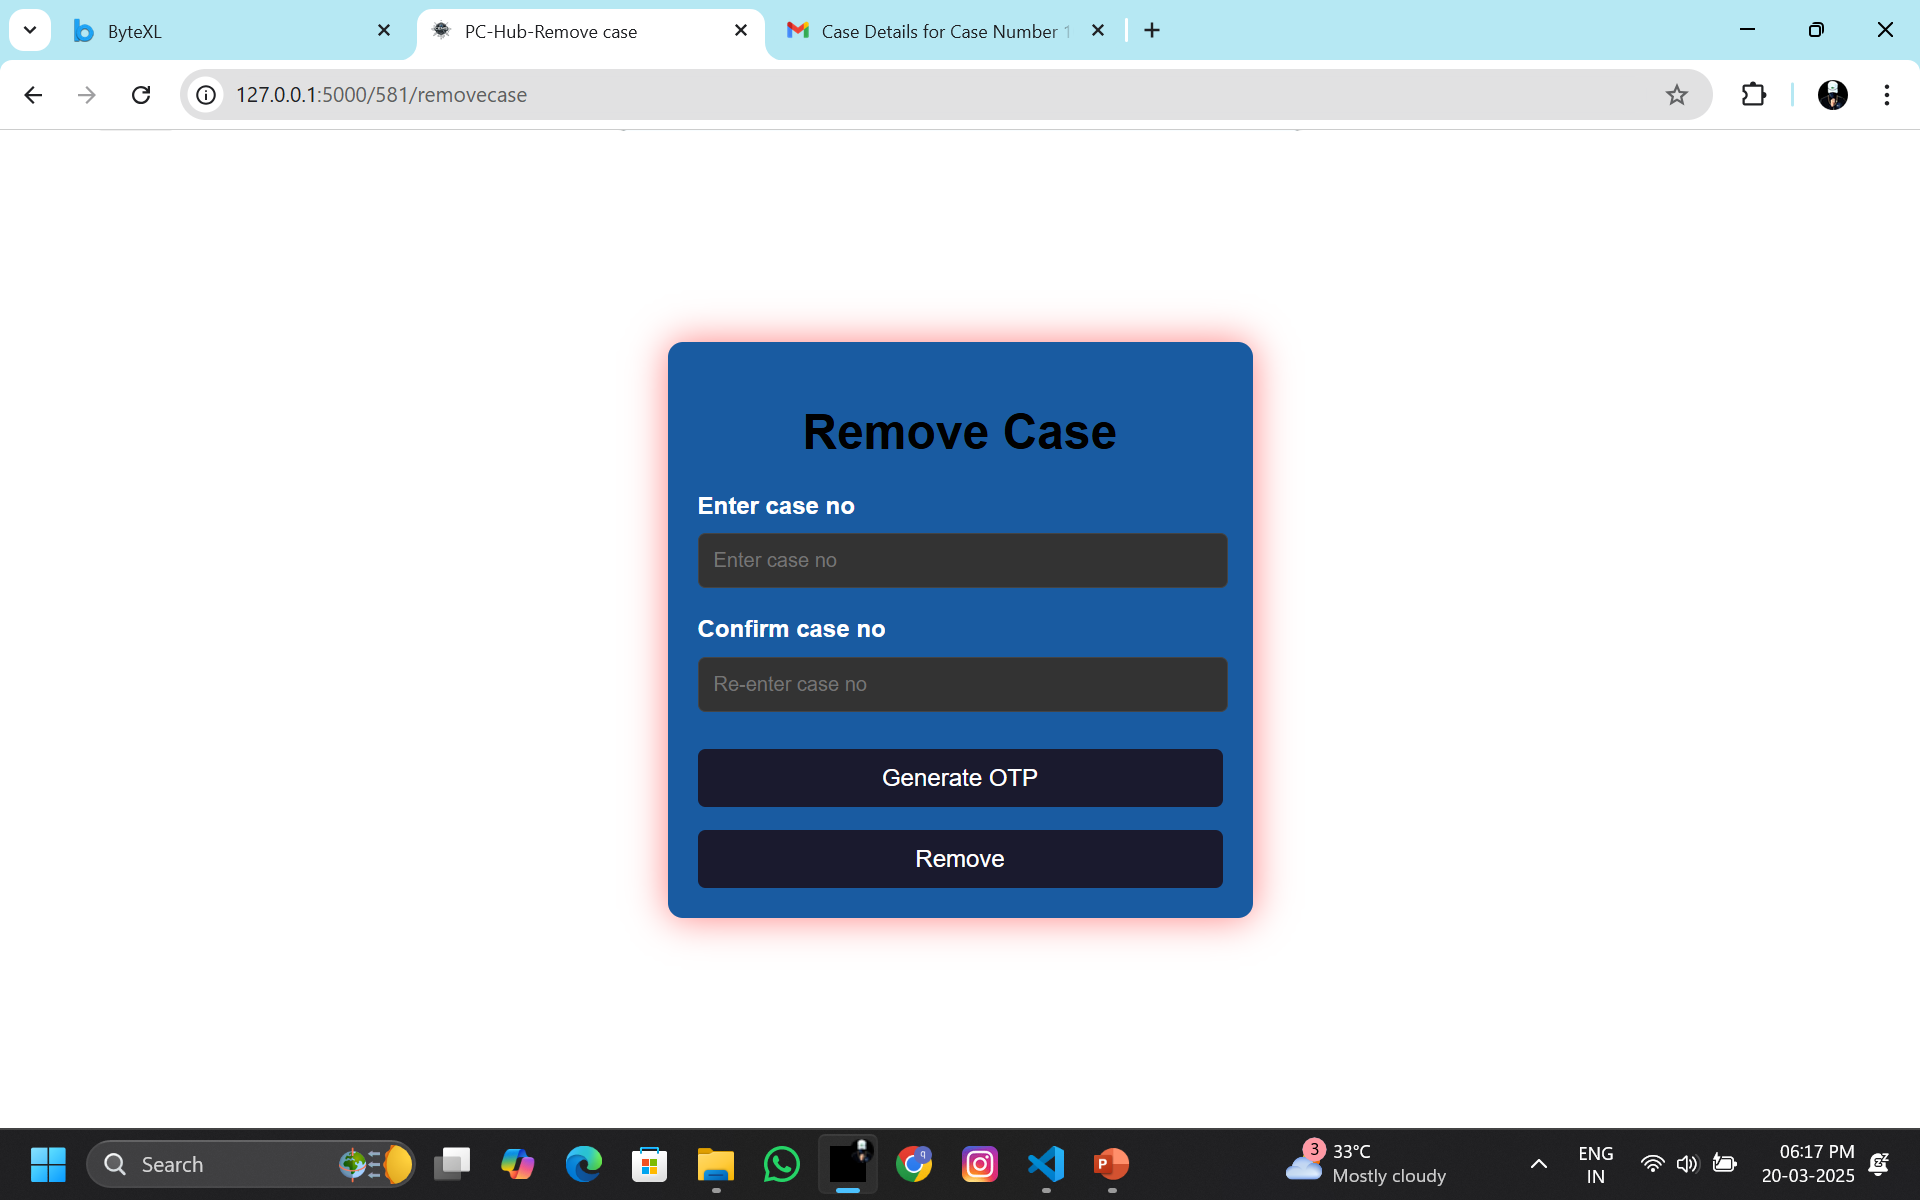 ByteXL
PC-Hub-Remove case
Case Details for Case Number 1
127.0.0.1:5000/581/removecase
Remove Case
Enter case no
Enter case no
Confirm case no
Re-enter case no
Generate OTP
Remove
Search
3
33°C
Mostly cloudy
ENG
IN
06:17 PM
20-03-2025